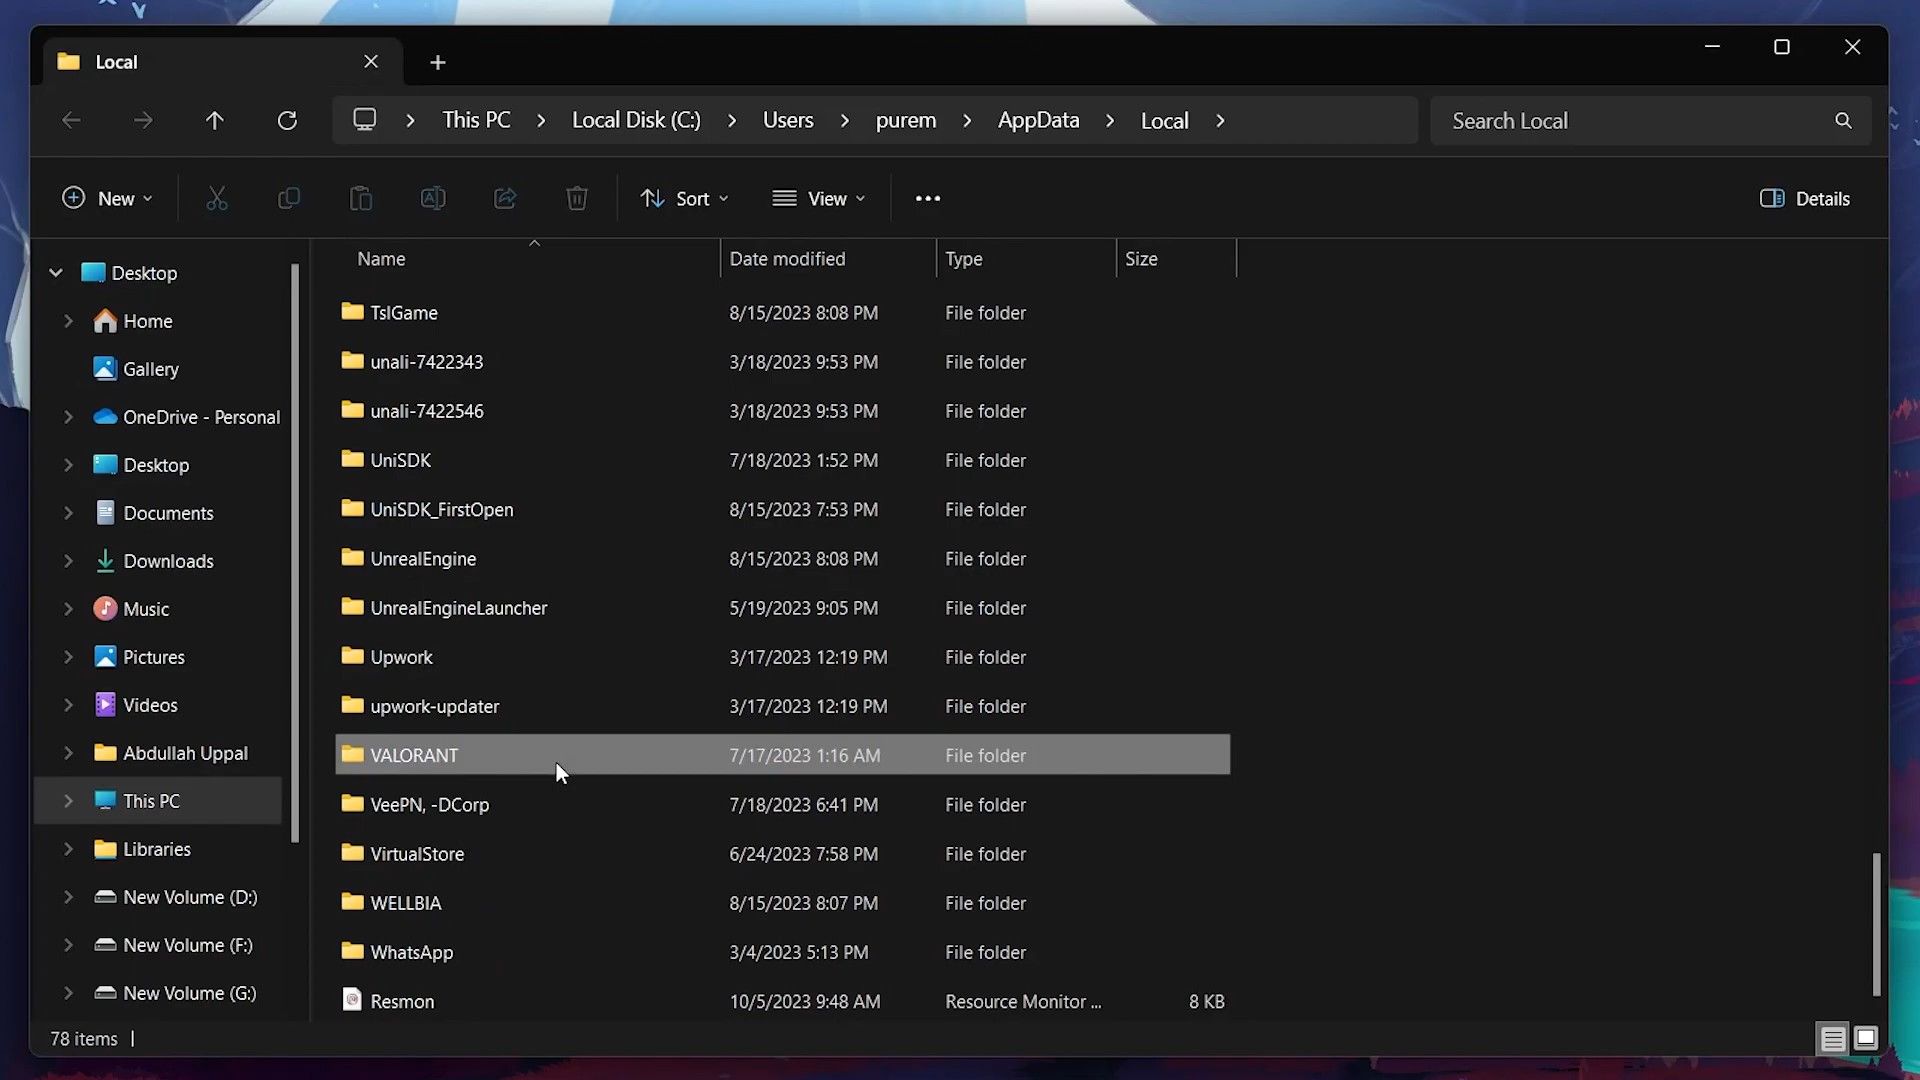 Local
This PC > Local Disk (C:) > Users > purem > AppData > Local >
Search Local
New
Sort
View
Details
Name
Date modified
Type
Size
Desktop
Home
Gallery
OneDrive - Personal
Desktop
Documents
Downloads
Music
Pictures
Videos
Abdullah Uppal
This PC
Libraries
New Volume (D:)
New Volume (F:)
New Volume (G:)
TslGame 8/15/2023 8:08 PM File folder
unali-7422343 3/18/2023 9:53 PM File folder
unali-7422546 3/18/2023 9:53 PM File folder
UniSDK 7/18/2023 1:52 PM File folder
UniSDK_FirstOpen 8/15/2023 7:53 PM File folder
UnrealEngine 8/15/2023 8:08 PM File folder
UnrealEngineLauncher 5/19/2023 9:05 PM File folder
Upwork 3/17/2023 12:19 PM File folder
upwork-updater 3/17/2023 12:19 PM File folder
VALORANT 7/17/2023 1:16 AM File folder
VeePN, -DCorp 7/18/2023 6:41 PM File folder
VirtualStore 6/24/2023 7:58 PM File folder
WELLBIA 8/15/2023 8:07 PM File folder
WhatsApp 3/4/2023 5:13 PM File folder
Resmon 10/5/2023 9:48 AM Resource Monitor ... 8 KB
78 items